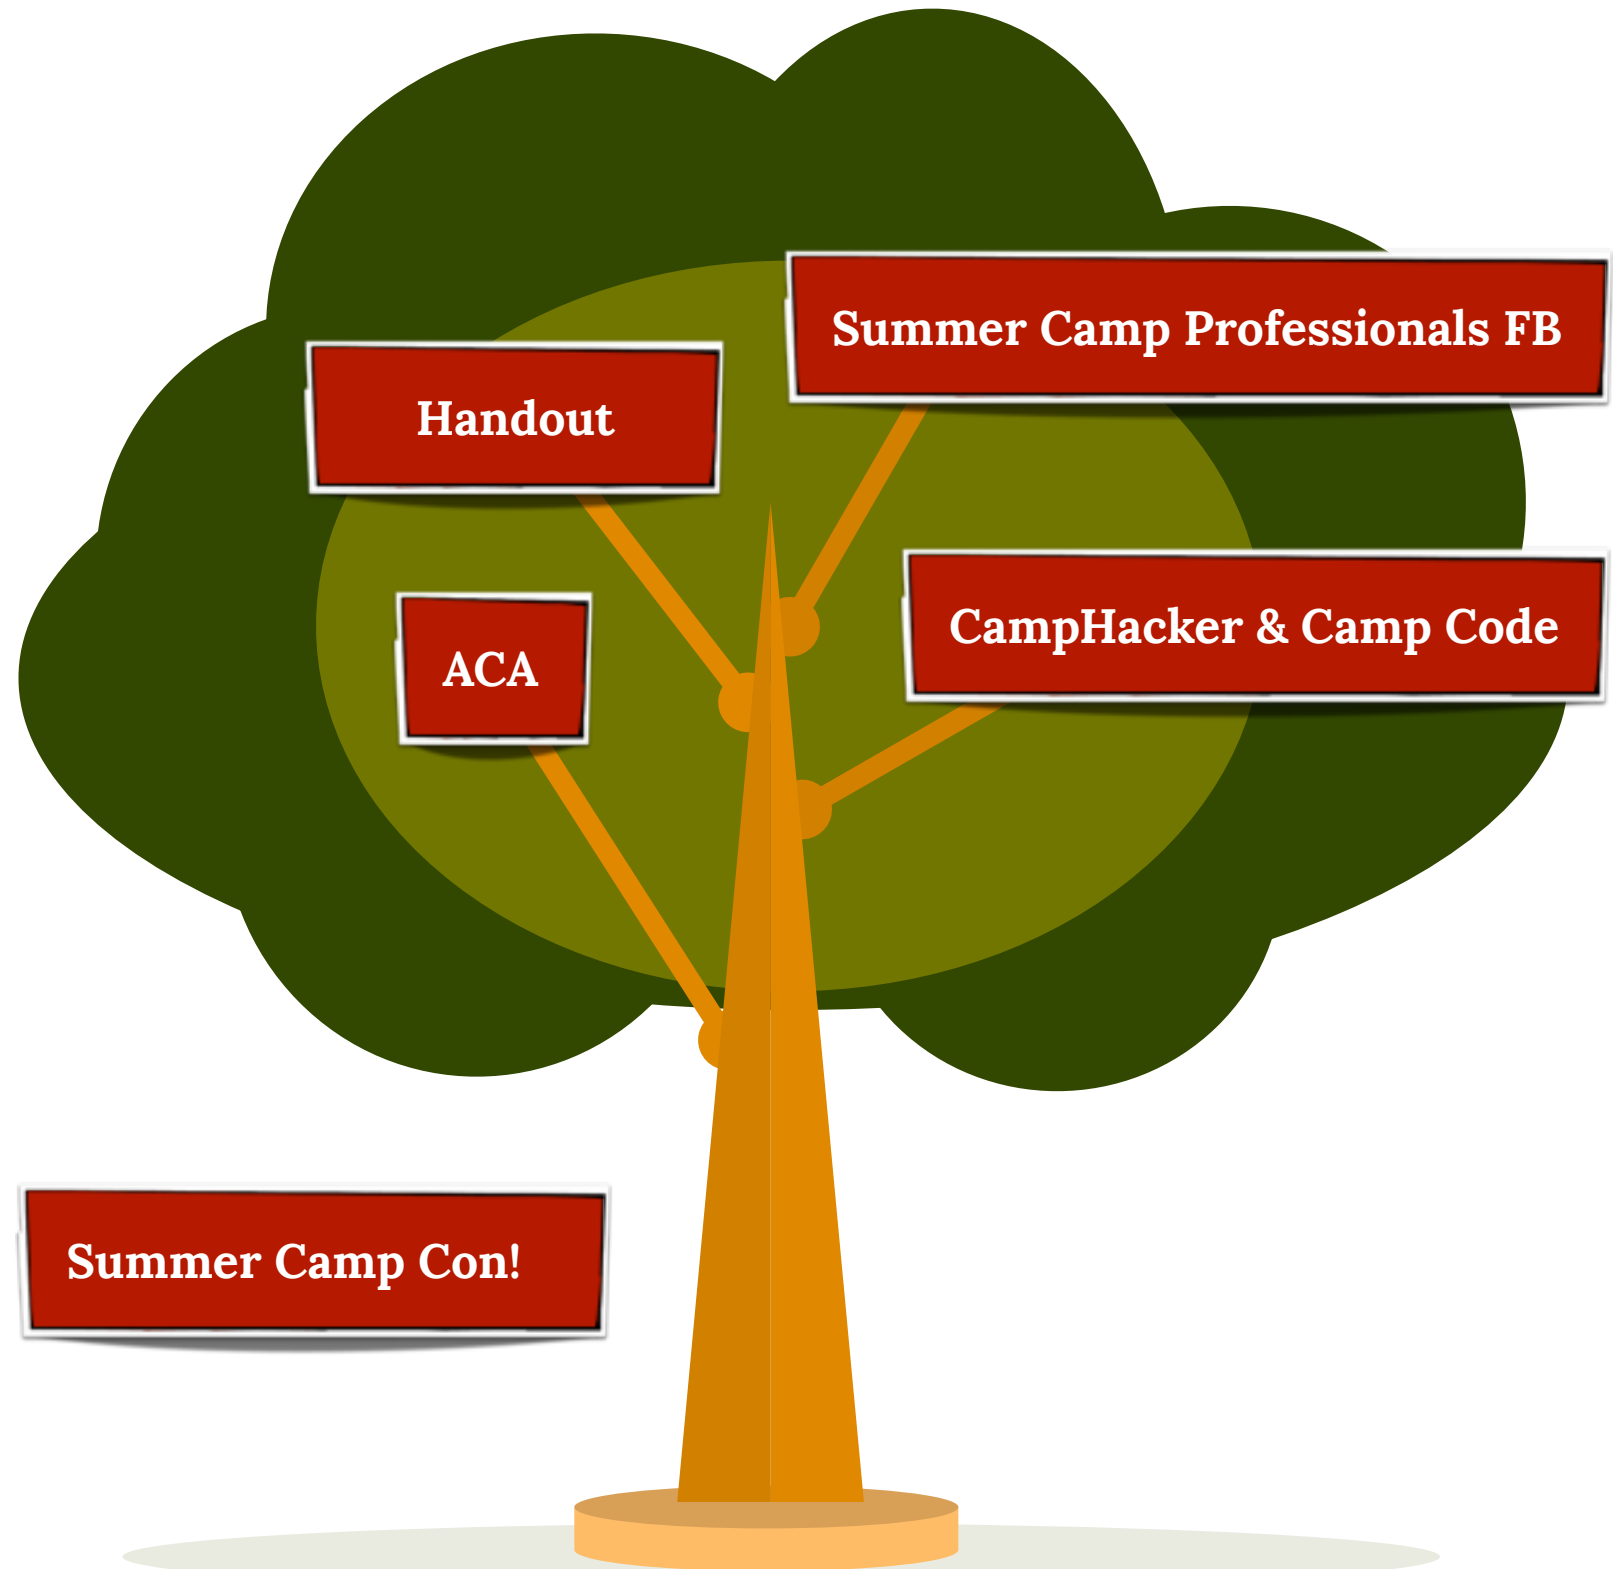 Summer Camp Professionals FB
Handout
CampHacker & Camp Code
ACA
Summer Camp Con!